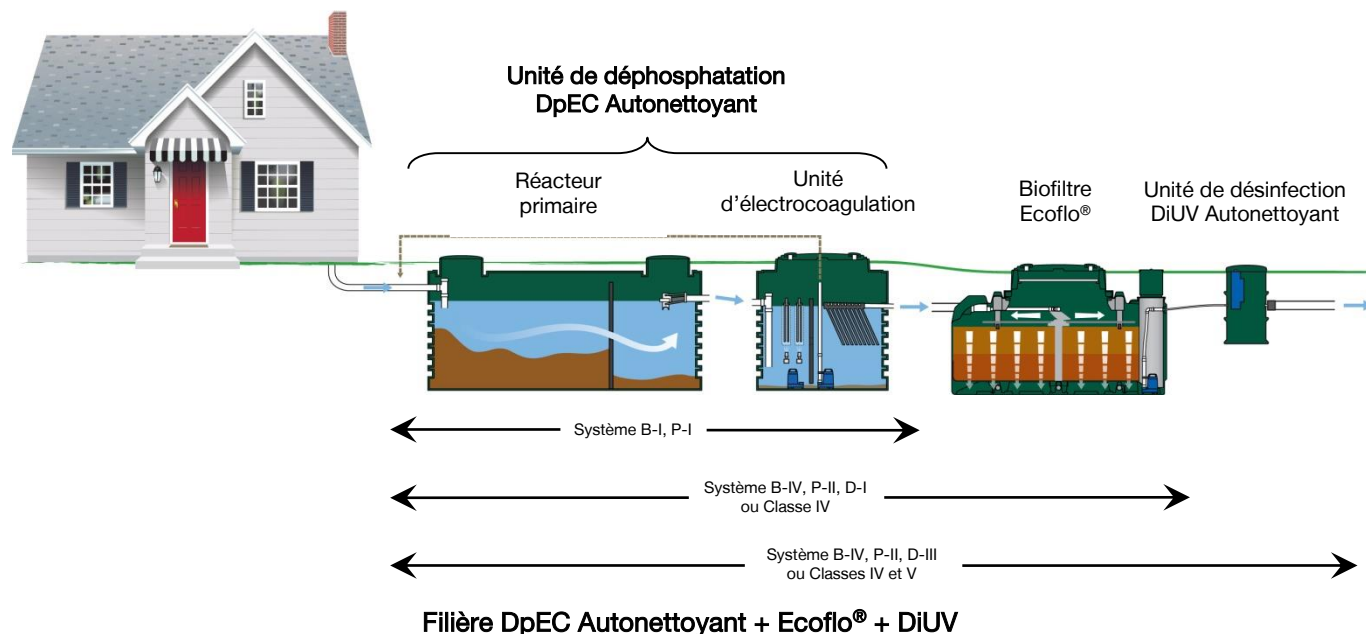 Unité de déphosphatation
DpEC Autonettoyant
Réacteur
primaire
Unité
d'électrocoagulation
Biofiltre
Ecoflo®
Unité de désinfection
DiUV Autonettoyant
Système B-I, P-I
Système B-IV, P-II, D-I
ou Classe IV
Système B-IV, P-II, D-III
ou Classes IV et V
Filière DpEC Autonettoyant + Ecoflo® + DiUV